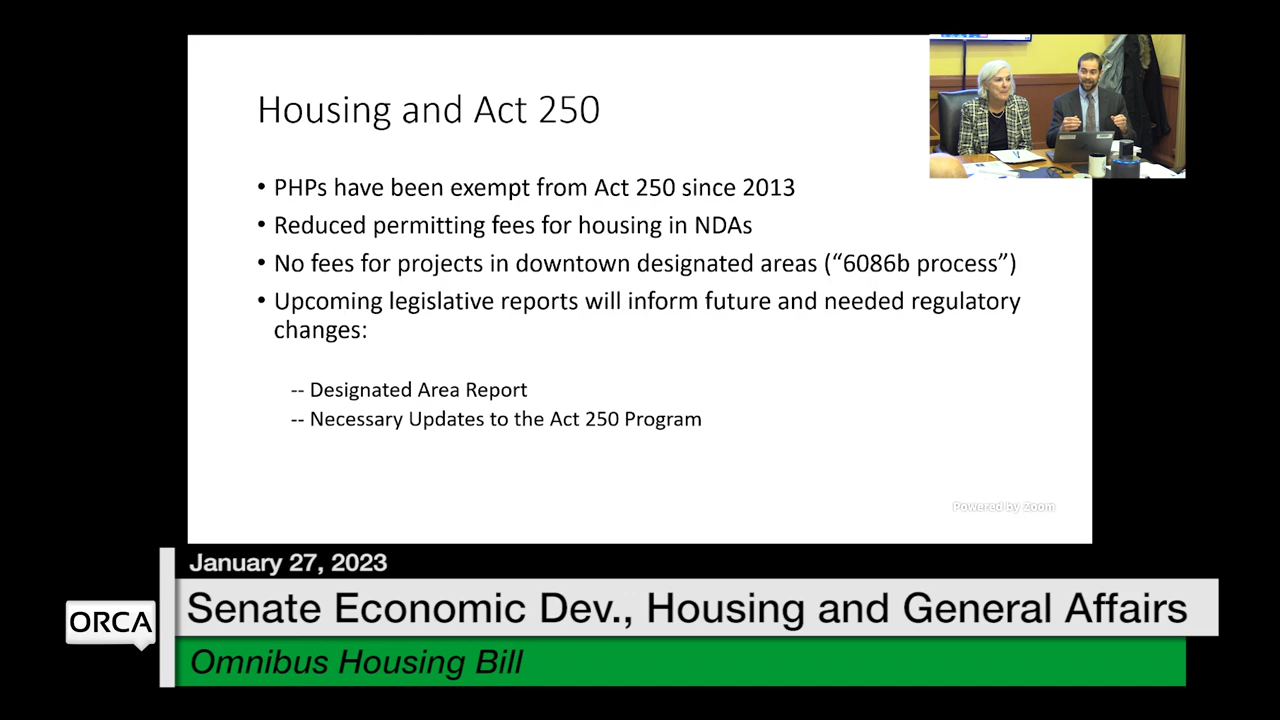 Housing and Act 250
• PHPs have been exempt from Act 250 since 2013
• Reduced permitting fees for housing in NDAs
• No fees for projects in downtown designated areas (“6086b process”)
• Upcoming legislative reports will inform future and needed regulatory
changes:
-- Designated Area Report
-- Necessary Updates to the Act 250 Program
Powered by Zoom
January 27, 2023
ORCA
Senate Economic Dev., Housing and General Affairs
Omnibus Housing Bill